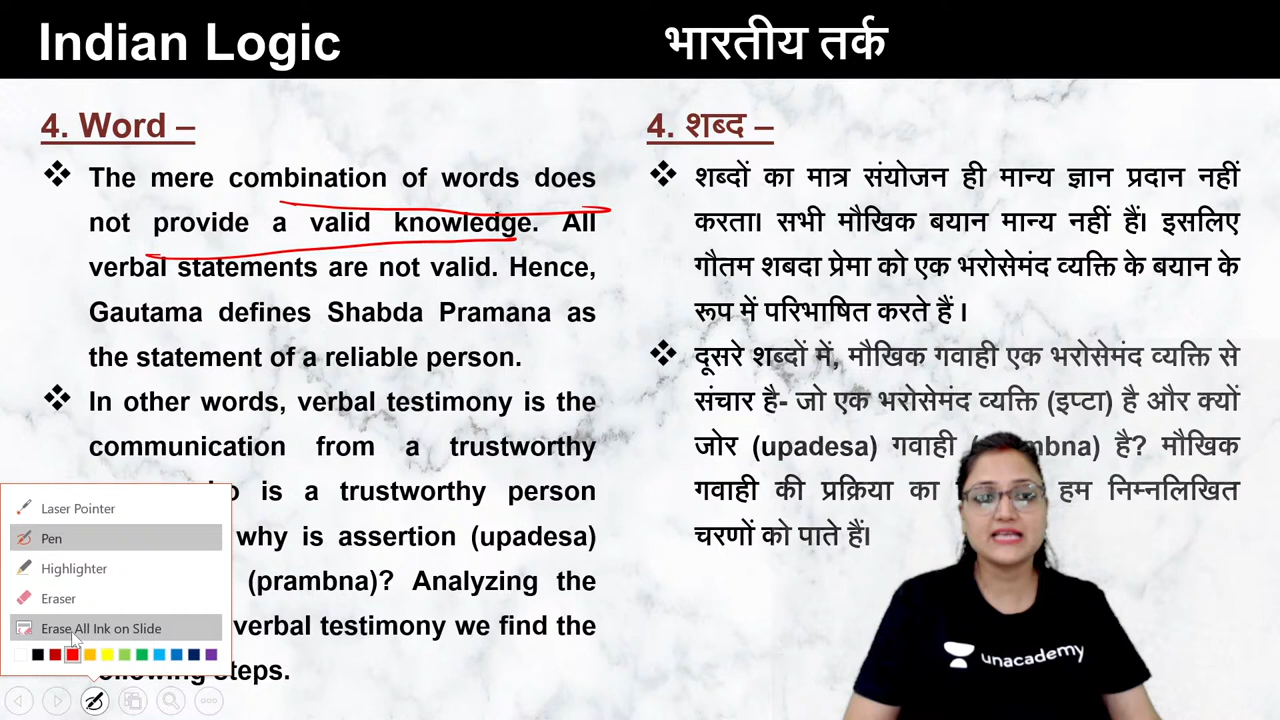 Indian Logic
भारतीय तर्क
4. Word –
❖ The mere combination of words does
not provide a valid knowledge. All
verbal statements are not valid. Hence,
Gautama defines Shabda Pramana as
the statement of a reliable person.
❖ In other words, verbal testimony is the
communication from a trustworthy
is a trustworthy person
why is assertion (upadesa)
(prambna)? Analyzing the
verbal testimony we find the
steps.
4. शब्द –
❖ शब्दों का मात्र संयोजन ही मान्य ज्ञान प्रदान नहीं
करता। सभी मौखिक बयान मान्य नहीं हैं। इसलिए
गौतम शबदा प्रेमा को एक भरोसेमंद व्यक्ति के बयान के
रूप में परिभाषित करते हैं ।
❖ दूसरे शब्दों में, मौखिक गवाही एक भरोसेमंद व्यक्ति से
संचार है- जो एक भरोसेमंद व्यक्ति (इप्टा) है और क्यों
जोर (upadesa) गवाही है? मौखिक
गवाही की प्रक्रिया का हम निम्नलिखित
चरणों को पाते हैं।
Laser Pointer
Pen
Highlighter
Eraser
Erase All Ink on Slide
unacademy